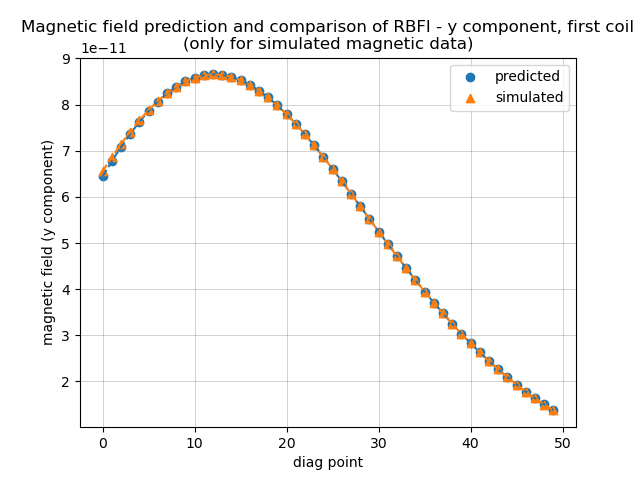 Magnetic field prediction and comparison of RBFI - y component, first coil
(only for simulated magnetic data)
1e−11
9
8
7
6
5
4
3
2
magnetic field (y component)
predicted
simulated
0 10 20 30 40 50
diag point